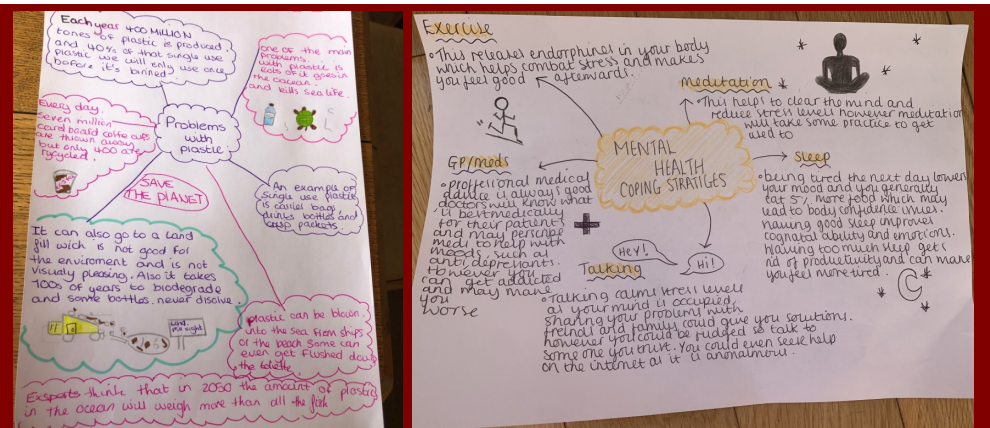 Each year 400 MILLION
tones of plastic is produced
and 40% of that single use
plastic we will only use once
before it's binned
one of the main
problems
with plastic is
lots of it goes in
the ocean
and kills sea life.
Every day
seven million
card board coffe cups
are thrown away
but only 400 are
rycycled.
Problems
with
plastic
SAVE
THE PLANET
An example of
single use plastic
is carrier bags
drinks bottles and
crisp packets.
It can also go to a land
fill wich is not good for
the enviroment and is not
visually pleasing. Also it takes
100s of years to biodegrade
and some bottles, never disolve.
land
fill sight
plastic can be blown
into the sea from ships
or the beach some can
even get flushed down
the toilette
Exsperts think that in 2050 the amount of plastic
in the ocean will weigh more than all the fish
Exercise
•This releases endorphines in your body
which helps combat stress and makes
you feel good afterwards.
meditation
•This helps to clear the mind and
reduce stress levels however meditation
will take some practice to get
used to
MENTAL
HEALTH
COPING STRATIGES
GP/meds
•proffessional medical
advice is always good
doctors will know what
is best medically
for their patients
and may perscribe
meds to help with
moods, such as
anti, deprehants.
However you
can get addicted
and may make
you
worse
sleep
•being tired the next day lowers
your mood and you generally
eat 5% more food which may
lead to body confidence issues.
having good sleep improves
cognatal ability and emotions.
Having too much sleep gets
rid of productivity and can make
you feel more tired.
HEY!
Hi!
Talking
•Talking calms stress levels
as your mind is occupied,
sharing your problems with
freinds and family could give you solutions.
however you could be judged so talk to
some one you trust. You could even seek help
on the internet as it is anonalmous.